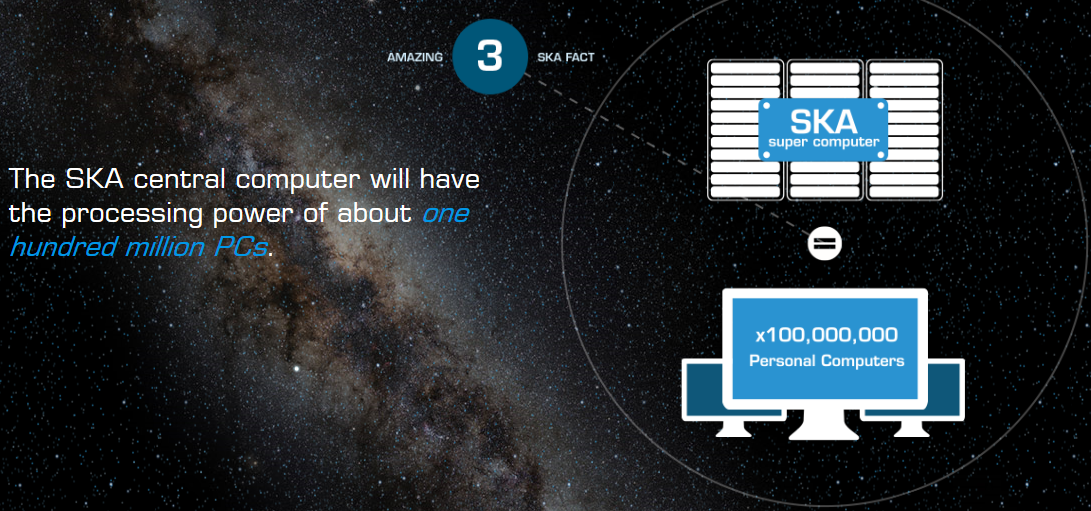 AMAZING 3 SKA FACT
The SKA central computer will have
the processing power of about one
hundred million PCs.
SKA
super computer
=
x100,000,000
Personal Computers